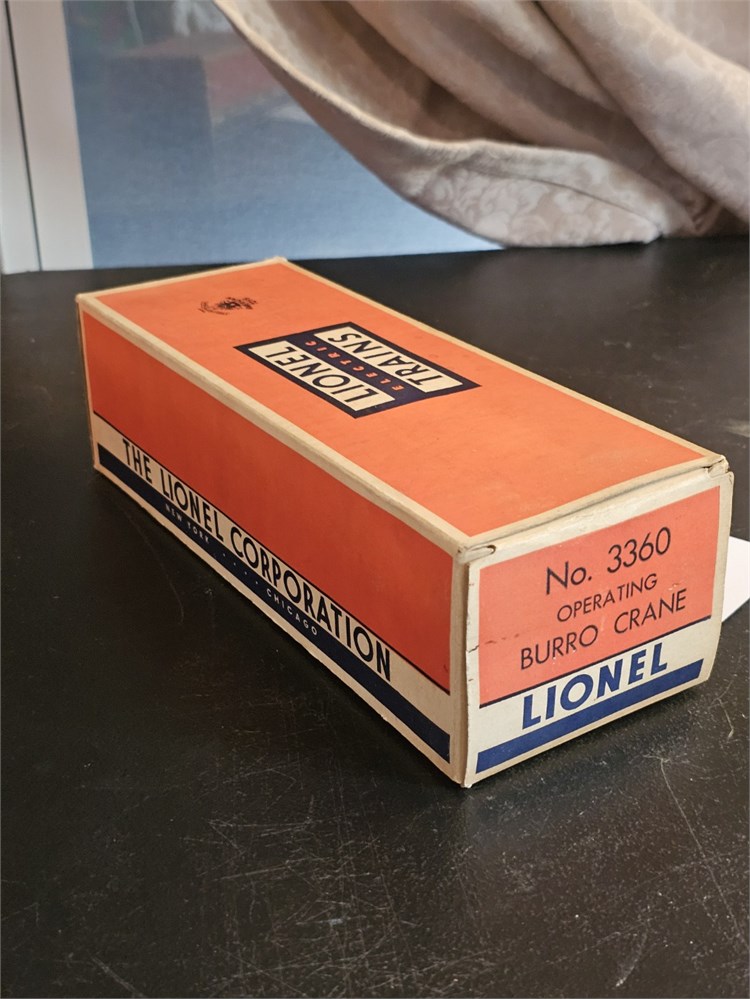 LIONEL
ELECTRIC
TRAINS
THE LIONEL CORPORATION
NEW YORK . . . . . CHICAGO
No. 3360
OPERATING
BURRO CRANE
LIONEL